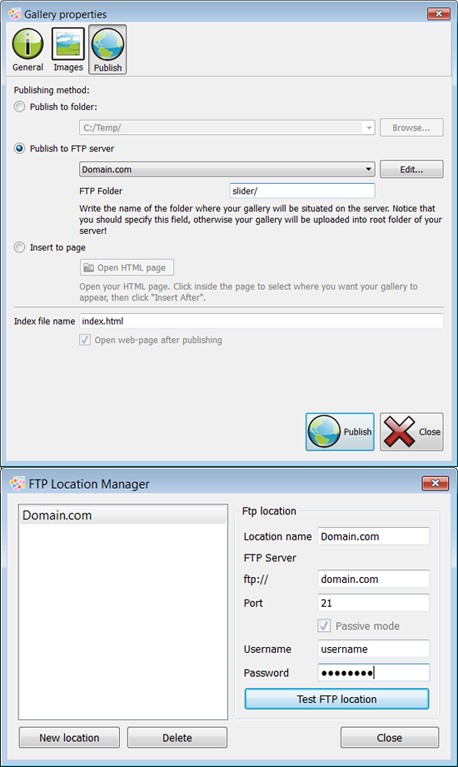 Gallery properties
General Images Publish
Publishing method:
Publish to folder:
C:/Temp/ Browse...
Publish to FTP server
Domain.com Edit...
FTP Folder slider/
Write the name of the folder where your gallery will be situated on the server. Notice that
you should specify this field, otherwise your gallery will be uploaded into root folder of your
server!
Insert to page
Open HTML page
Open your HTML page. Click inside the page to select where you want your gallery to
appear, then click "Insert After".
Index file name index.html
Open web-page after publishing
Publish Close
FTP Location Manager
Domain.com
Ftp location
Location name Domain.com
FTP Server
ftp:// domain.com
Port 21
Passive mode
Username username
Password ●●●●●●●●
Test FTP location
New location Delete Close